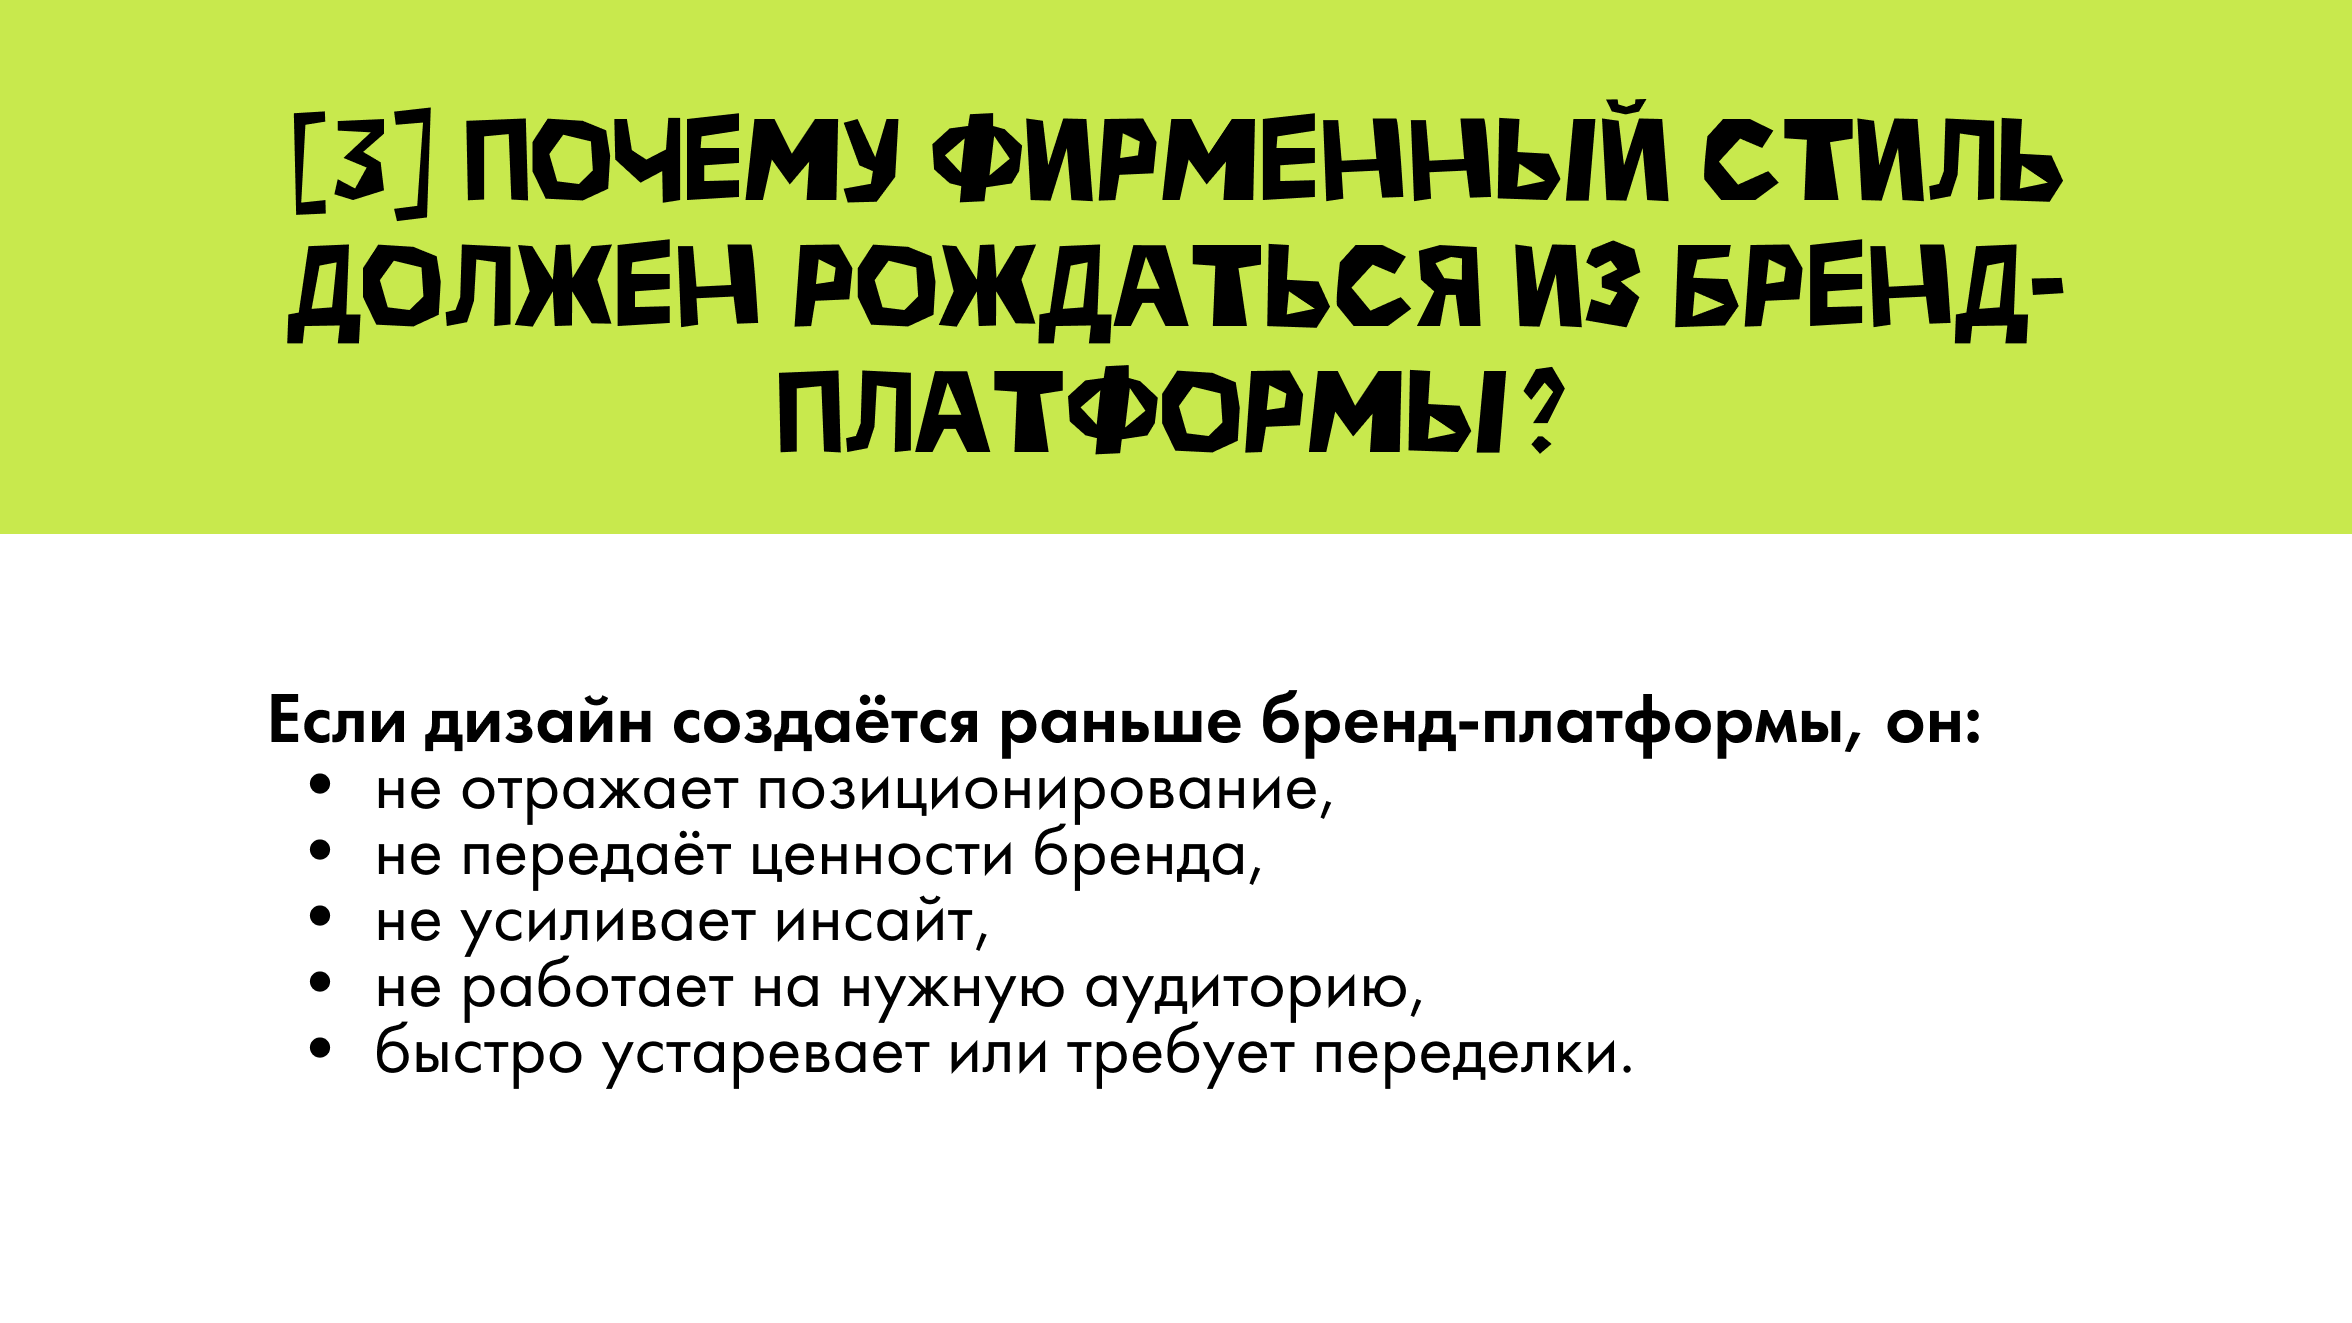 [3] ПОЧЕМУ ФИРМЕННЫЙ СТИЛЬ
ДОЛЖЕН РОЖДАТЬСЯ ИЗ БРЕНД-
ПЛАТФОРМЫ?
Если дизайн создаётся раньше бренд-платформы, он:
• не отражает позиционирование,
• не передаёт ценности бренда,
• не усиливает инсайт,
• не работает на нужную аудиторию,
• быстро устаревает или требует переделки.